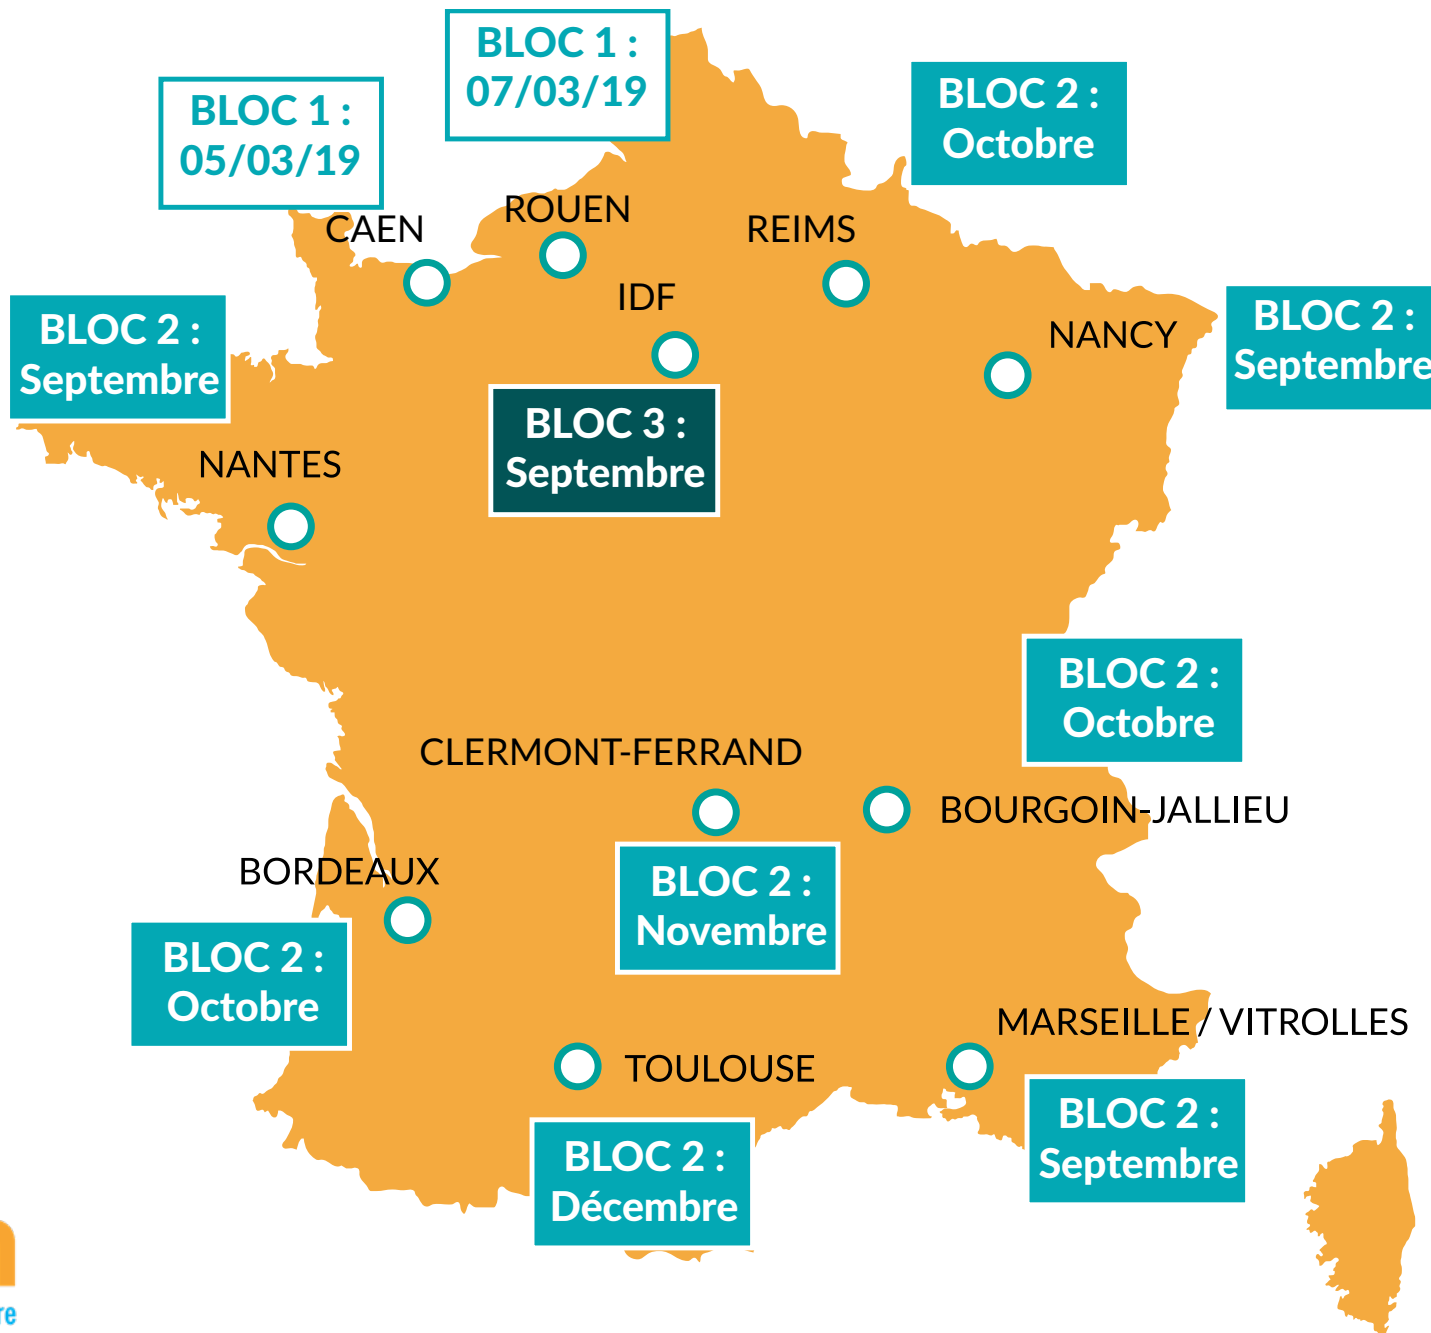 BLOC 1 :
07/03/19
BLOC 1 :
05/03/19
BLOC 2 :
Octobre
CAEN
ROUEN
REIMS
IDF
NANCY
BLOC 2 :
Septembre
BLOC 2 :
Septembre
BLOC 3 :
Septembre
NANTES
BLOC 2 :
Octobre
CLERMONT-FERRAND
BOURGOIN-JALLIEU
BORDEAUX
BLOC 2 :
Novembre
BLOC 2 :
Octobre
MARSEILLE / VITROLLES
TOULOUSE
BLOC 2 :
Septembre
BLOC 2 :
Décembre
re